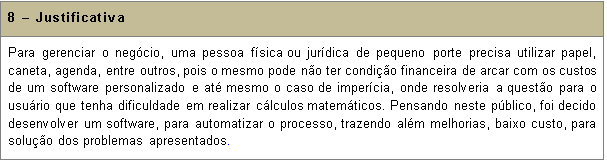 8 – Justificativa
Para gerenciar o negócio, uma pessoa física ou jurídica de pequeno porte precisa utilizar papel,
caneta, agenda, entre outros, pois o mesmo pode não ter condição financeira de arcar com os custos
de um software personalizado e até mesmo o caso de imperícia, onde resolveria a questão para o
usuário que tenha dificuldade em realizar cálculos matemáticos. Pensando neste público, foi decido
desenvolver um software, para automatizar o processo, trazendo além melhorias, baixo custo, para
solução dos problemas apresentados.